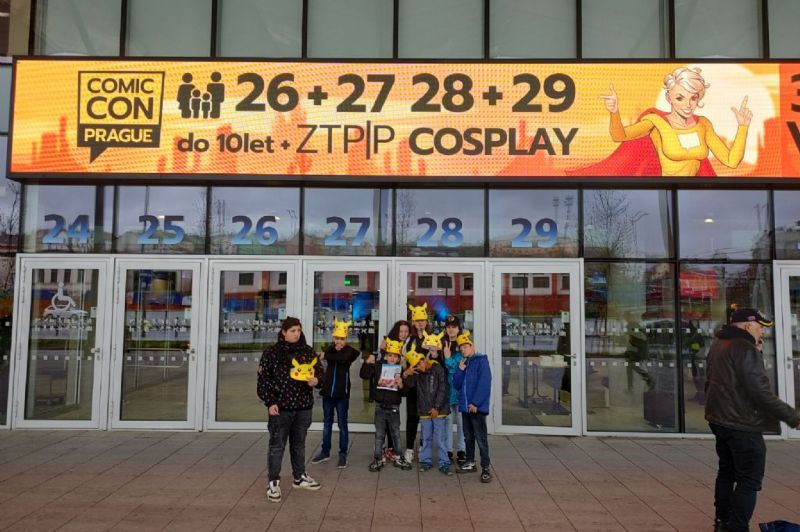 COMIC
CON
PRAGUE
26+27 28+29
do 10let + ZTP|P COSPLAY
24 25 26 27 28 29